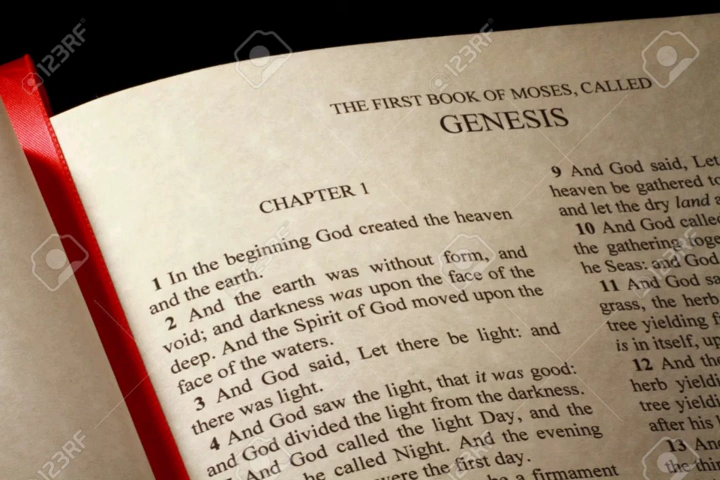 THE FIRST BOOK OF MOSES, CALLED
GENESIS
CHAPTER 1
1 In the beginning God created the heaven
and the earth.
2 And the earth was without form, and
void; and darkness was upon the face of the
deep. And the Spirit of God moved upon the
face of the waters.
3 And God said, Let there be light: and
there was light.
4 And God saw the light, that it was good:
and God divided the light from the darkness.
And God called the light Day, and the
he called Night. And the evening
were the first day.
be a firmament
9 And God said, Let
heaven be gathered to
and let the dry land
10 And God called
the gathering
he Seas: and God
11 And God
grass, the herb
tree yielding
is in itself,
12 And the
herb
tree
after his
13 And
the
123RF